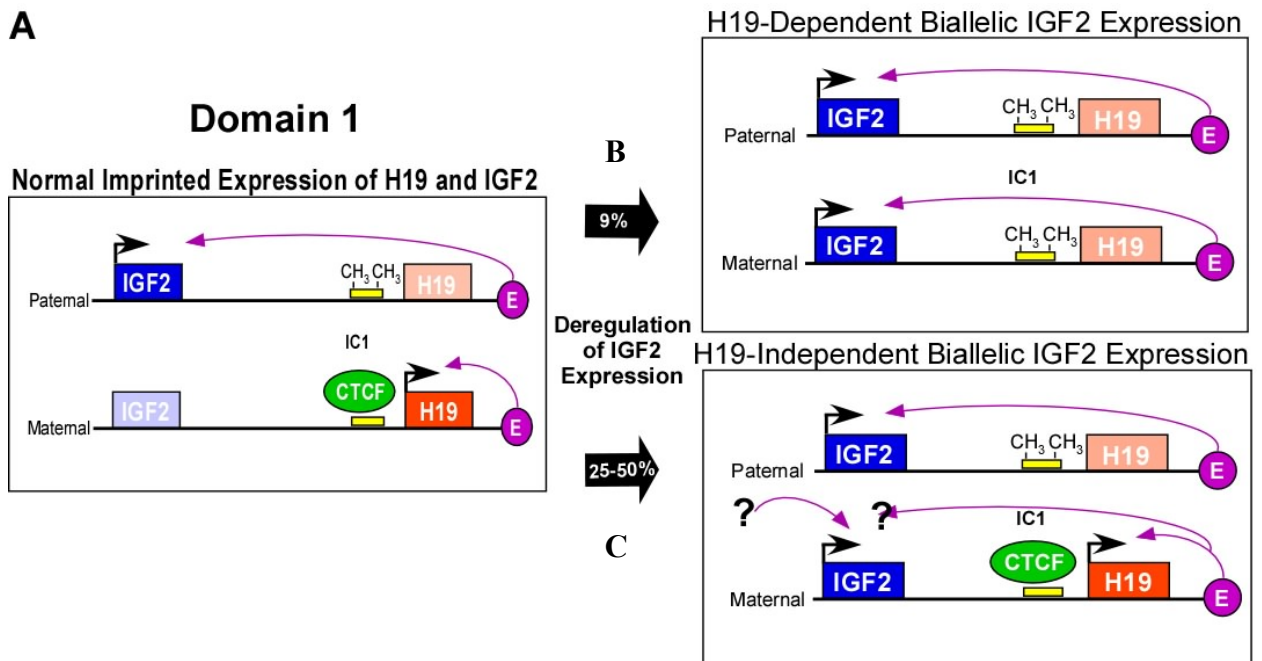 A
Domain 1
Normal Imprinted Expression of H19 and IGF2
IGF2
CH3 CH3
H19
Paternal
E
IC1
CTCF
IGF2
H19
Maternal
E
B
9%
Deregulation
of IGF2
Expression
25-50%
C
H19-Dependent Biallelic IGF2 Expression
IGF2
CH3 CH3
H19
Paternal
E
IC1
IGF2
CH3 CH3
H19
Maternal
E
H19-Independent Biallelic IGF2 Expression
IGF2
CH3 CH3
H19
Paternal
E
? ?
IC1
CTCF
IGF2
H19
Maternal
E